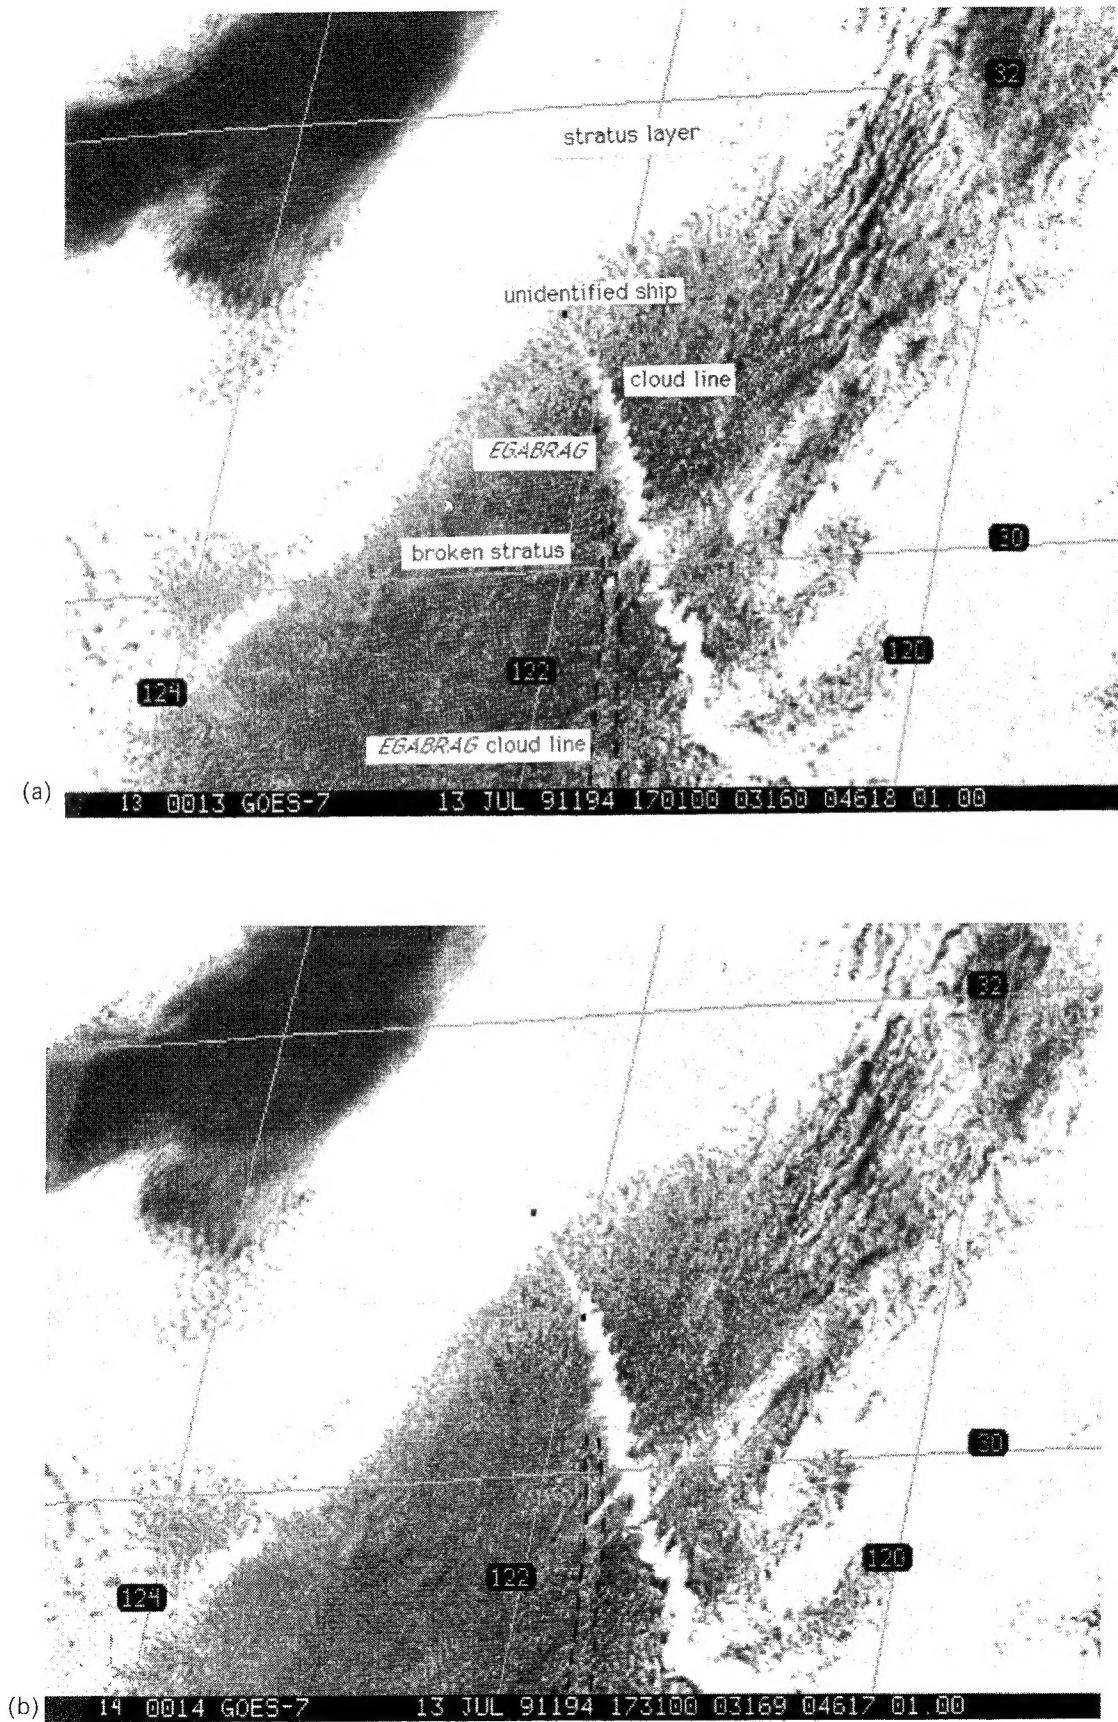 32
stratus layer
unidentified ship
cloud line
EGABRAG
30
broken stratus
120
122
124
EGABRAG cloud line
(a)
13 0013 GOES-7 13 JUL 91194 170100 03160 04618 01.00
32
30
120
122
124
(b)
14 0014 GOES-7 13 JUL 91194 173100 03169 04617 01.00